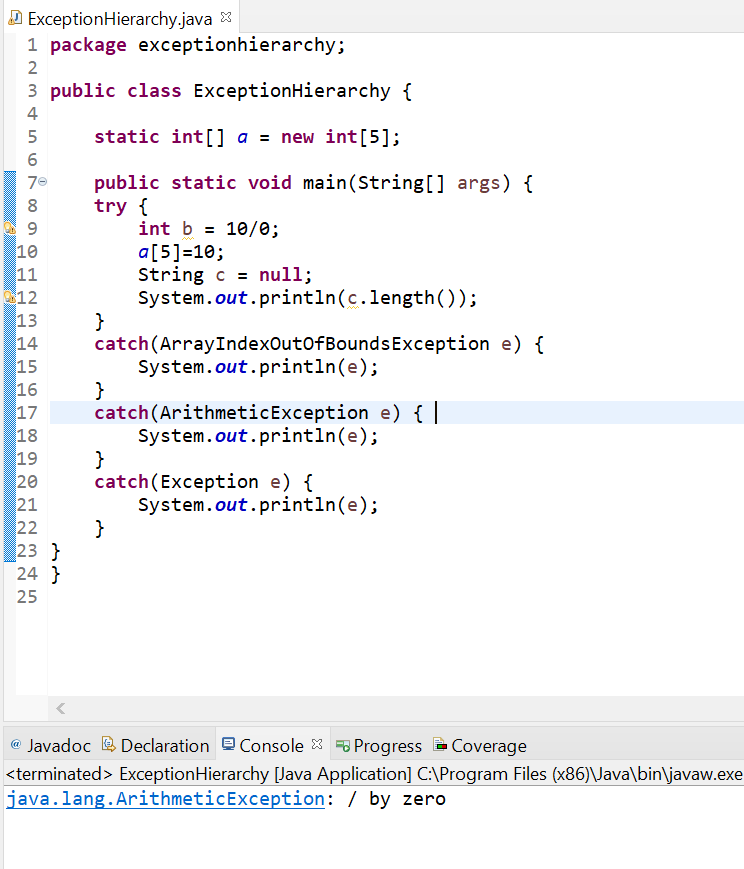 ExceptionHierarchy.java
1 package exceptionhierarchy;
2
3 public class ExceptionHierarchy {
4
5     static int[] a = new int[5];
6
7     public static void main(String[] args) {
8     try {
9         int b = 10/0;
10         a[5]=10;
11         String c = null;
12         System.out.println(c.length());
13     }
14     catch(ArrayIndexOutOfBoundsException e) {
15         System.out.println(e);
16     }
17     catch(ArithmeticException e) {
18         System.out.println(e);
19     }
20     catch(Exception e) {
21         System.out.println(e);
22     }
23 }
24 }
25
@ Javadoc Declaration Console Progress Coverage
<terminated> ExceptionHierarchy [Java Application] C:\Program Files (x86)\Java\bin\javaw.exe
java.lang.ArithmeticException: / by zero